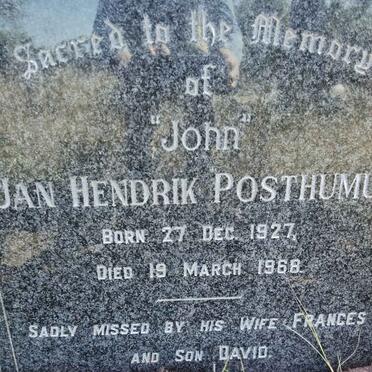 Sacred to the Memory
of
"John"
JAN HENDRIK POSTHUMU
BORN 27 DEC. 1927,
DIED 19 MARCH 1968
SADLY MISSED BY HIS WIFE FRANCES
AND SON DAVID.